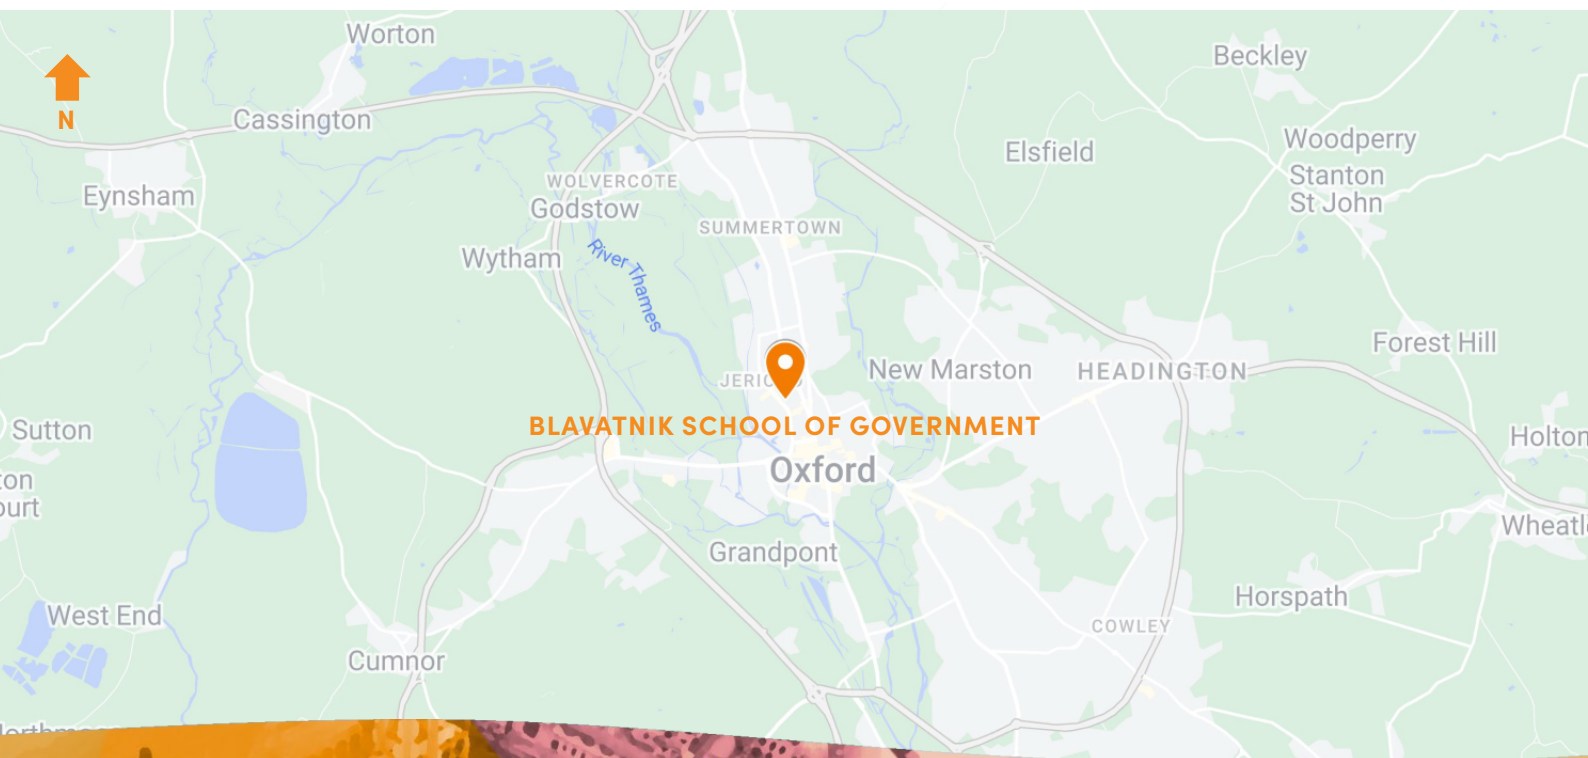 Worton
Beckley
N
Cassington
Woodperry
Elsfield
Stanton
St John
WOLVERCOTE
Eynsham
Godstow
SUMMERTOWN
Wytham
River Thames
Forest Hill
New Marston
HEADINGTON
BLAVATNIK SCHOOL OF GOVERNMENT
Sutton
Holton
Oxford
Grandpont
Horspath
West End
COWLEY
Cumnor